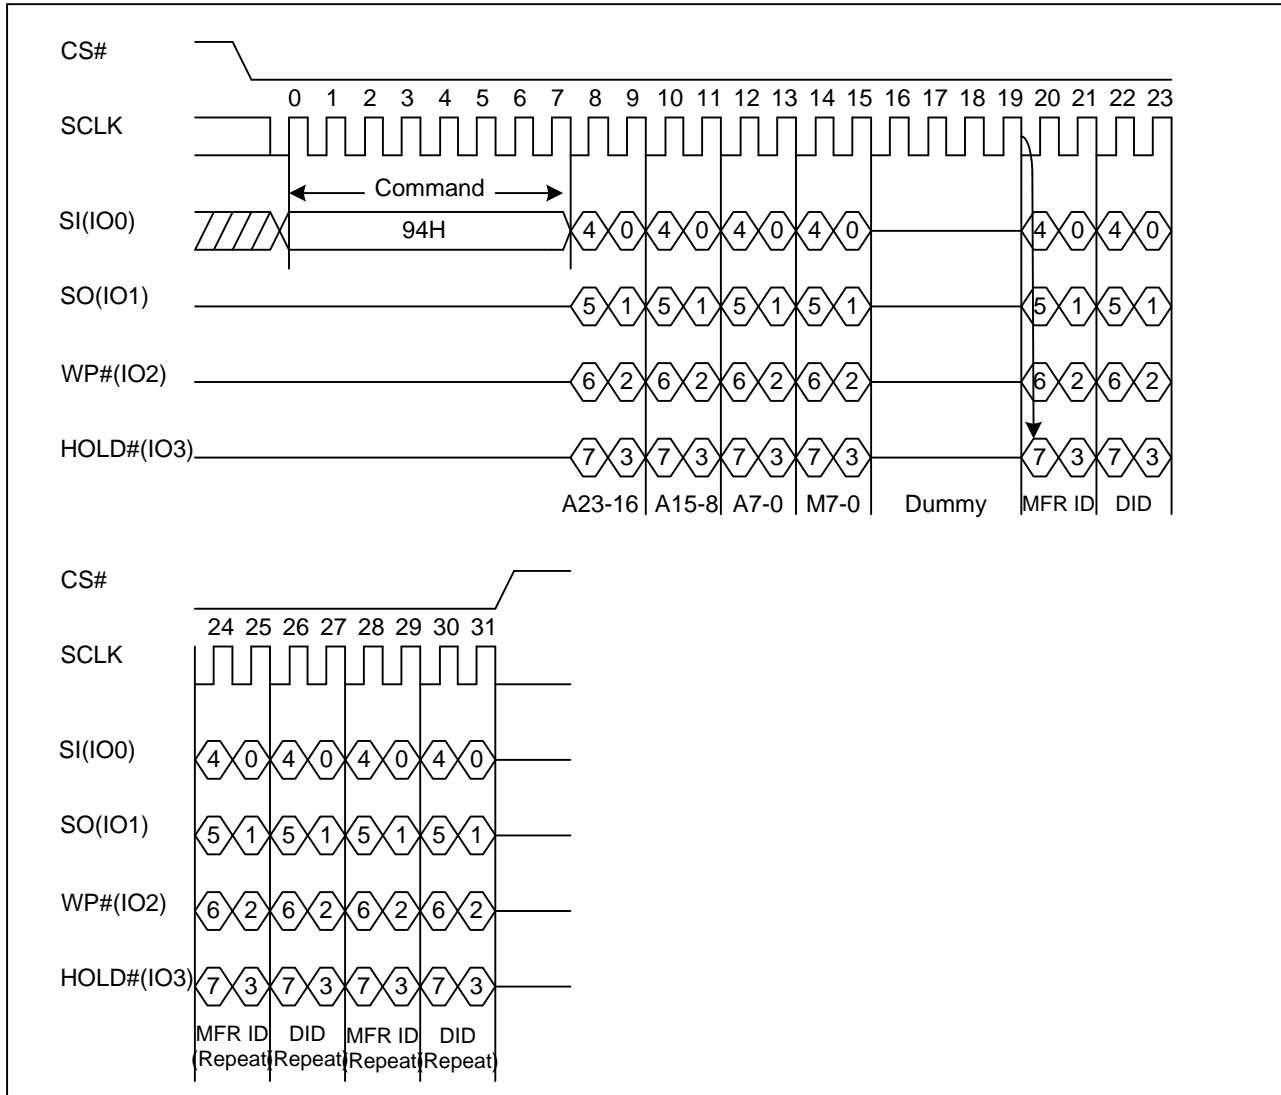 CS#
0 1 2 3 4 5 6 7 8 9 10 11 12 13 14 15 16 17 18 19 20 21 22 23
SCLK
Command
SI(IO0) 94H 4 0 4 0 4 0 4 0 4 0 4 0
SO(IO1) 5 1 5 1 5 1 5 1 5 1 5 1
WP#(IO2) 6 2 6 2 6 2 6 2 6 2 6 2
HOLD#(IO3) 7 3 7 3 7 3 7 3 7 3 7 3
A23-16 A15-8 A7-0 M7-0 Dummy MFR ID DID
CS#
24 25 26 27 28 29 30 31
SCLK
SI(IO0) 4 0 4 0 4 0 4 0
SO(IO1) 5 1 5 1 5 1 5 1
WP#(IO2) 6 2 6 2 6 2 6 2
HOLD#(IO3) 7 3 7 3 7 3 7 3
MFR ID DID MFR ID DID
(Repeat) (Repeat) (Repeat) (Repeat)